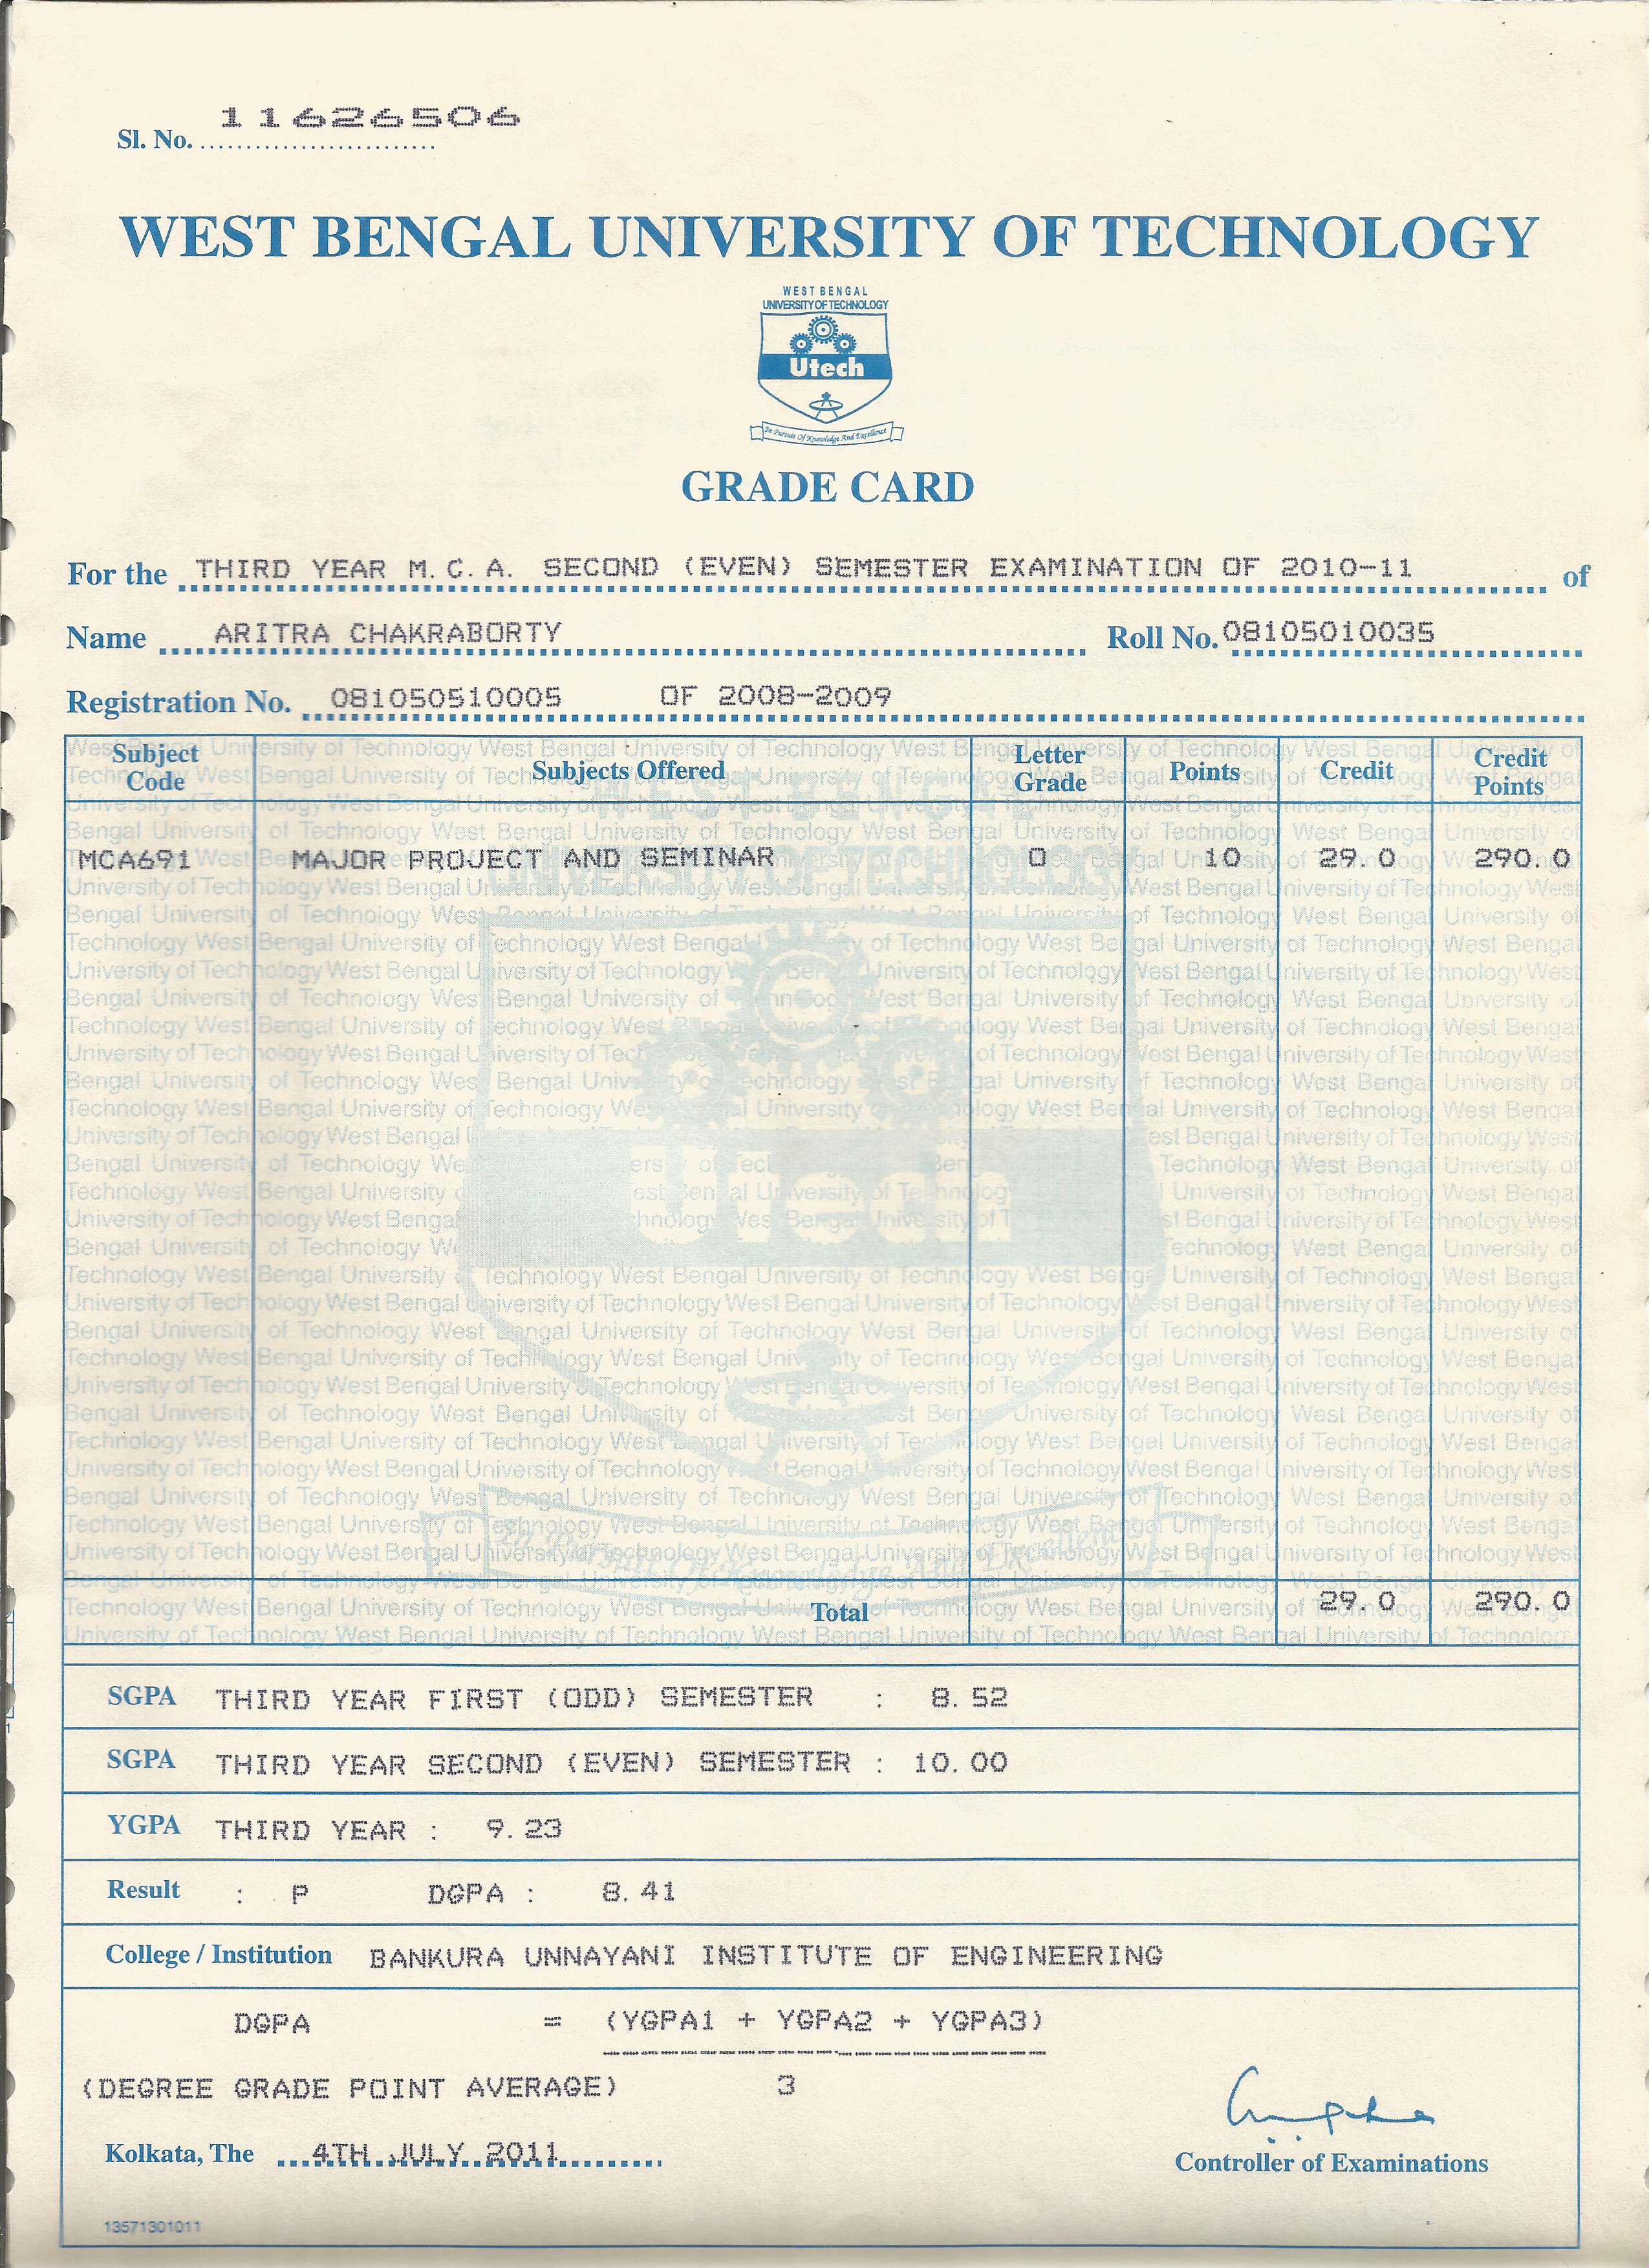 Sl. No. 11626506
WEST BENGAL UNIVERSITY OF TECHNOLOGY
WEST BENGAL
UNIVERSITY OF TECHNOLOGY
Utech
In Pursuit Of Knowledge And Excellence
GRADE CARD
For the THIRD YEAR M.C.A. SECOND (EVEN) SEMESTER EXAMINATION OF 2010-11 of
Name ARITRA CHAKRABORTY Roll No. 08105010035
Registration No. 081050510005 OF 2008-2009
Subject Code Subjects Offered Letter Grade Points Credit Credit Points
MCA691 MAJOR PROJECT AND SEMINAR O 10 29.0 290.0
Total 29.0 290.0
SGPA THIRD YEAR FIRST (ODD) SEMESTER : 8.52
SGPA THIRD YEAR SECOND (EVEN) SEMESTER : 10.00
YGPA THIRD YEAR : 9.23
Result : P DGPA : 8.41
College / Institution BANKURA UNNAYANI INSTITUTE OF ENGINEERING
DGPA = (YGPA1 + YGPA2 + YGPA3)
(DEGREE GRADE POINT AVERAGE) 3
Kolkata, The 4TH JULY 2011
Controller of Examinations
13571301011